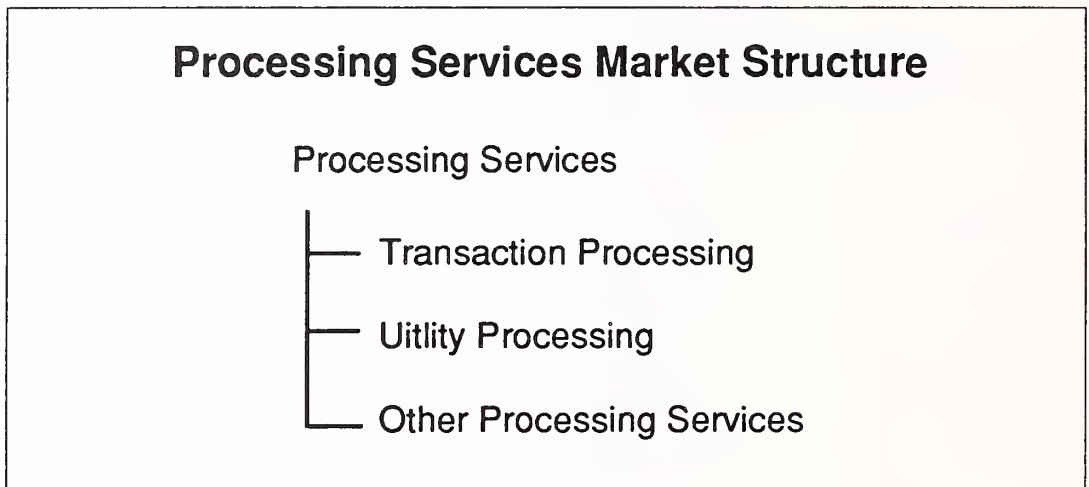 Processing Services Market Structure
Processing Services
Transaction Processing
Uitlity Processing
Other Processing Services